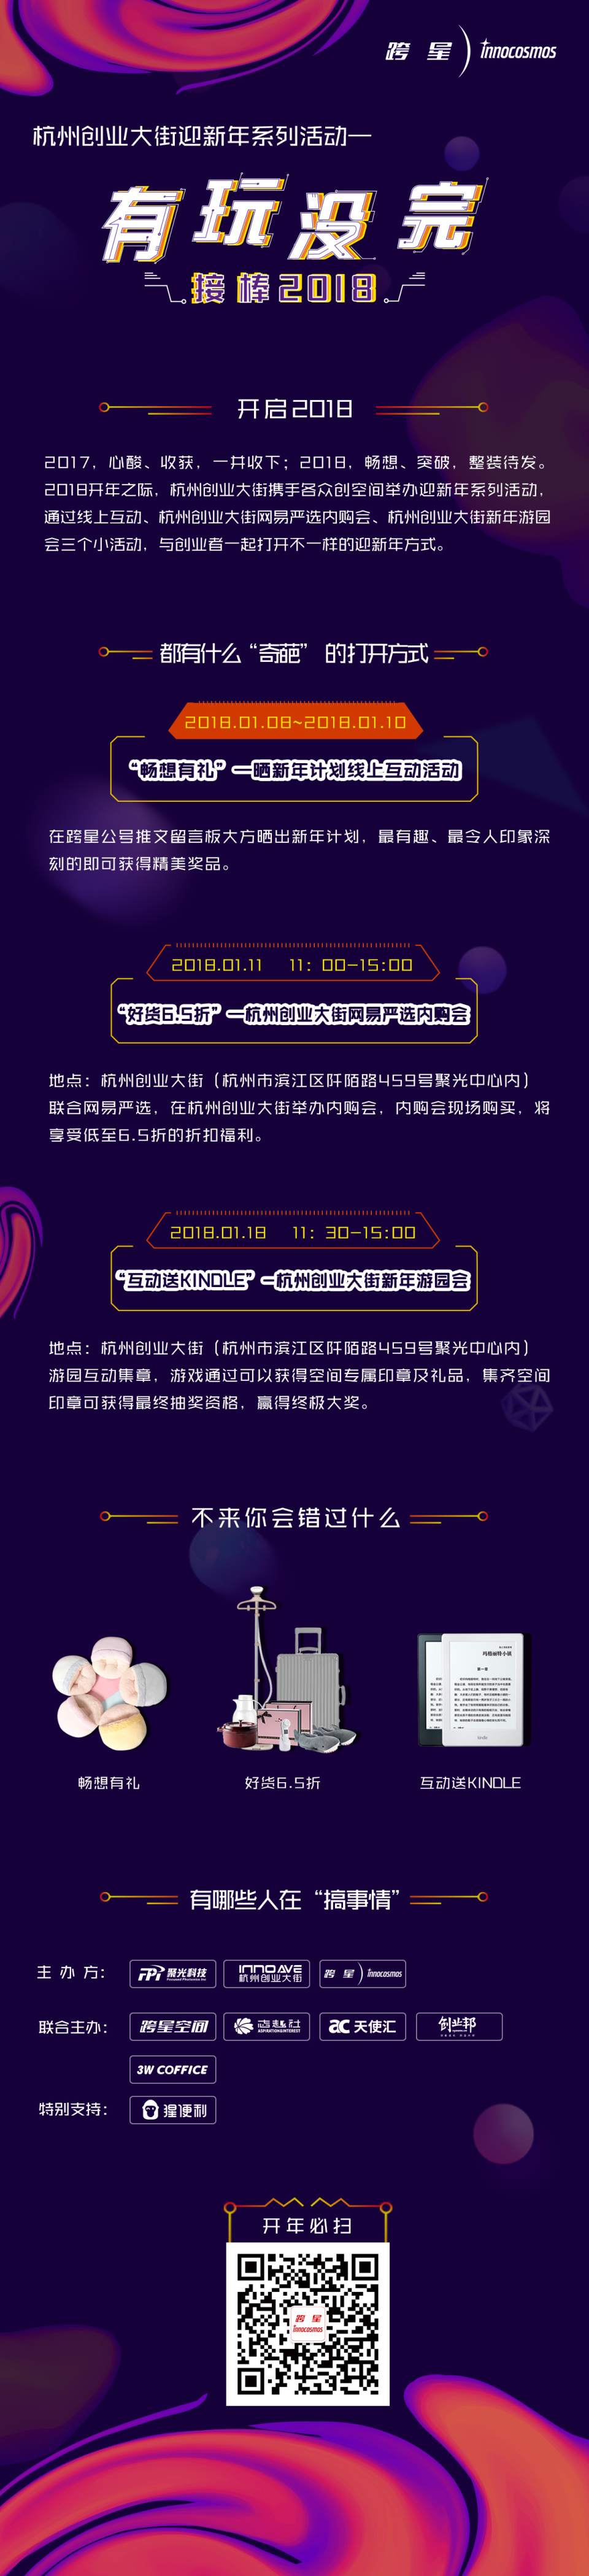 跨 星 innocosmos
杭州创业大街迎新年系列活动—
有玩没完
接棒2018
开启2018
2017，心酸、收获，一并收下；2018，畅想、突破，整装待发。
2018开年之际，杭州创业大街携手各众创空间举办迎新年系列活动，
通过线上互动、杭州创业大街网易严选内购会、杭州创业大街新年游园
会三个小活动，与创业者一起打开不一样的迎新年方式。
都有什么“奇葩” 的打开方式
2018.01.08~2018.01.10
“畅想有礼”—晒新年计划线上互动活动
在跨星公号推文留言板大方晒出新年计划，最有趣、最令人印象深
刻的即可获得精美奖品。
2018.01.11 11：00-15:00
“好货6.5折”—杭州创业大街网易严选内购会
地点：杭州创业大街（杭州市滨江区阡陌路459号聚光中心内）
联合网易严选，在杭州创业大街举办内购会，内购会现场购买，将
享受低至6.5折的折扣福利。
2018.01.18 11：30-15:00
“互动送KINDLE”-杭州创业大街新年游园会
地点：杭州创业大街（杭州市滨江区阡陌路459号聚光中心内）
游园互动集章，游戏通过可以获得空间专属印章及礼品，集齐空间
印章可获得最终抽奖资格，赢得终极大奖。
不来你会错过什么
玛格丽特小镇
第一章
kindle
畅想有礼 好货6.5折 互动送KINDLE
有哪些人在“搞事情”
主 办 方： FPI 聚光科技 Focused Photonics Inc INNOAVE 杭州创业大街 跨 星 innocosmos
联合主办： 跨星空间 志趣社 ASPIRATION&INTEREST AC 天使汇 创业邦
3W COFFICE
特别支持： 猩便利
开年必扫
跨 星
innocosmos